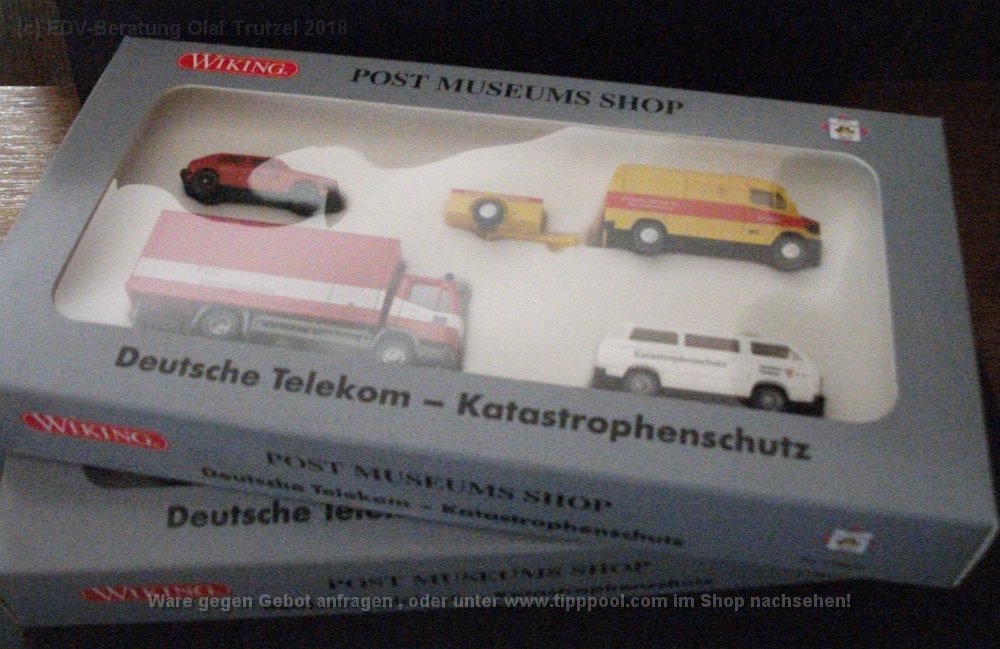 (c) EDV-Beratung Olaf Trutzel 2018
WIKING
POST MUSEUMS SHOP
Katastrophenschutz
Deutsche Telekom – Katastrophenschutz
WIKING
POST MUSEUMS SHOP
Deutsche Telekom – Katastrophenschutz
Deutsche
WIKING
POST MUSEUMS SHOP
Ware gegen Gebot anfragen , oder unter www.tipppool.com im Shop nachsehen!